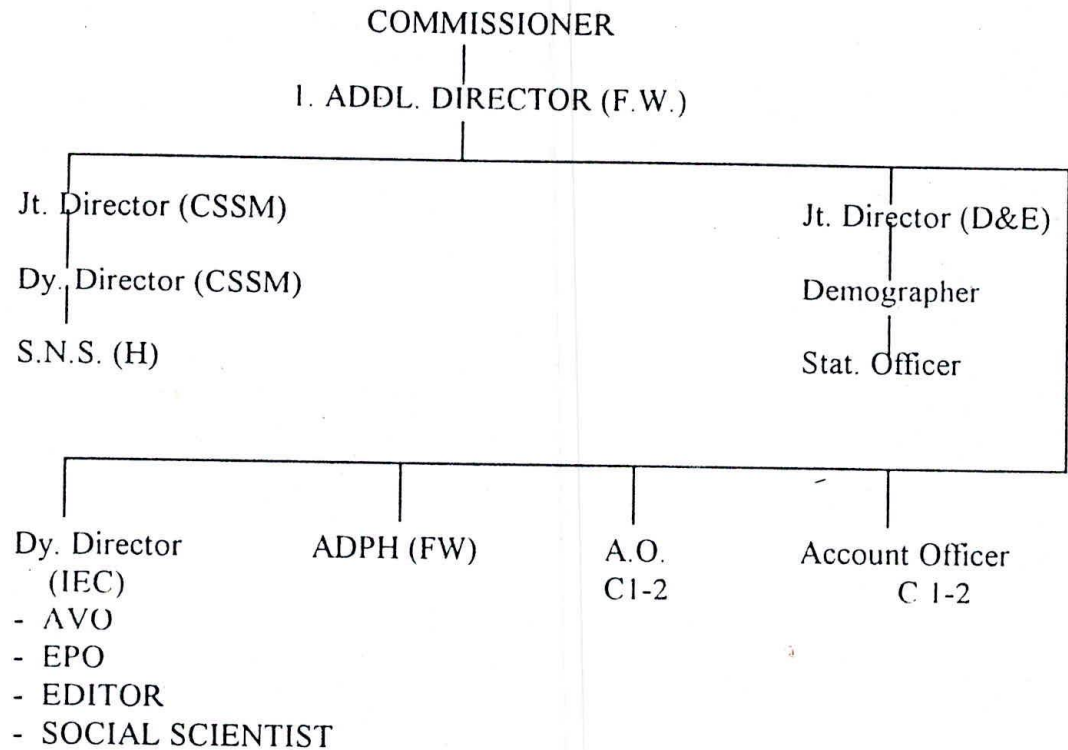 COMMISSIONER
1. ADDL. DIRECTOR (F.W.)
Jt. Director (CSSM)
Jt. Director (D&E)
Dy. Director (CSSM)
Demographer
S.N.S. (H)
Stat. Officer
Dy. Director
(IEC)
- AVO
- EPO
- EDITOR
- SOCIAL SCIENTIST
ADPH (FW)
A.O.
C1-2
Account Officer
C 1-2